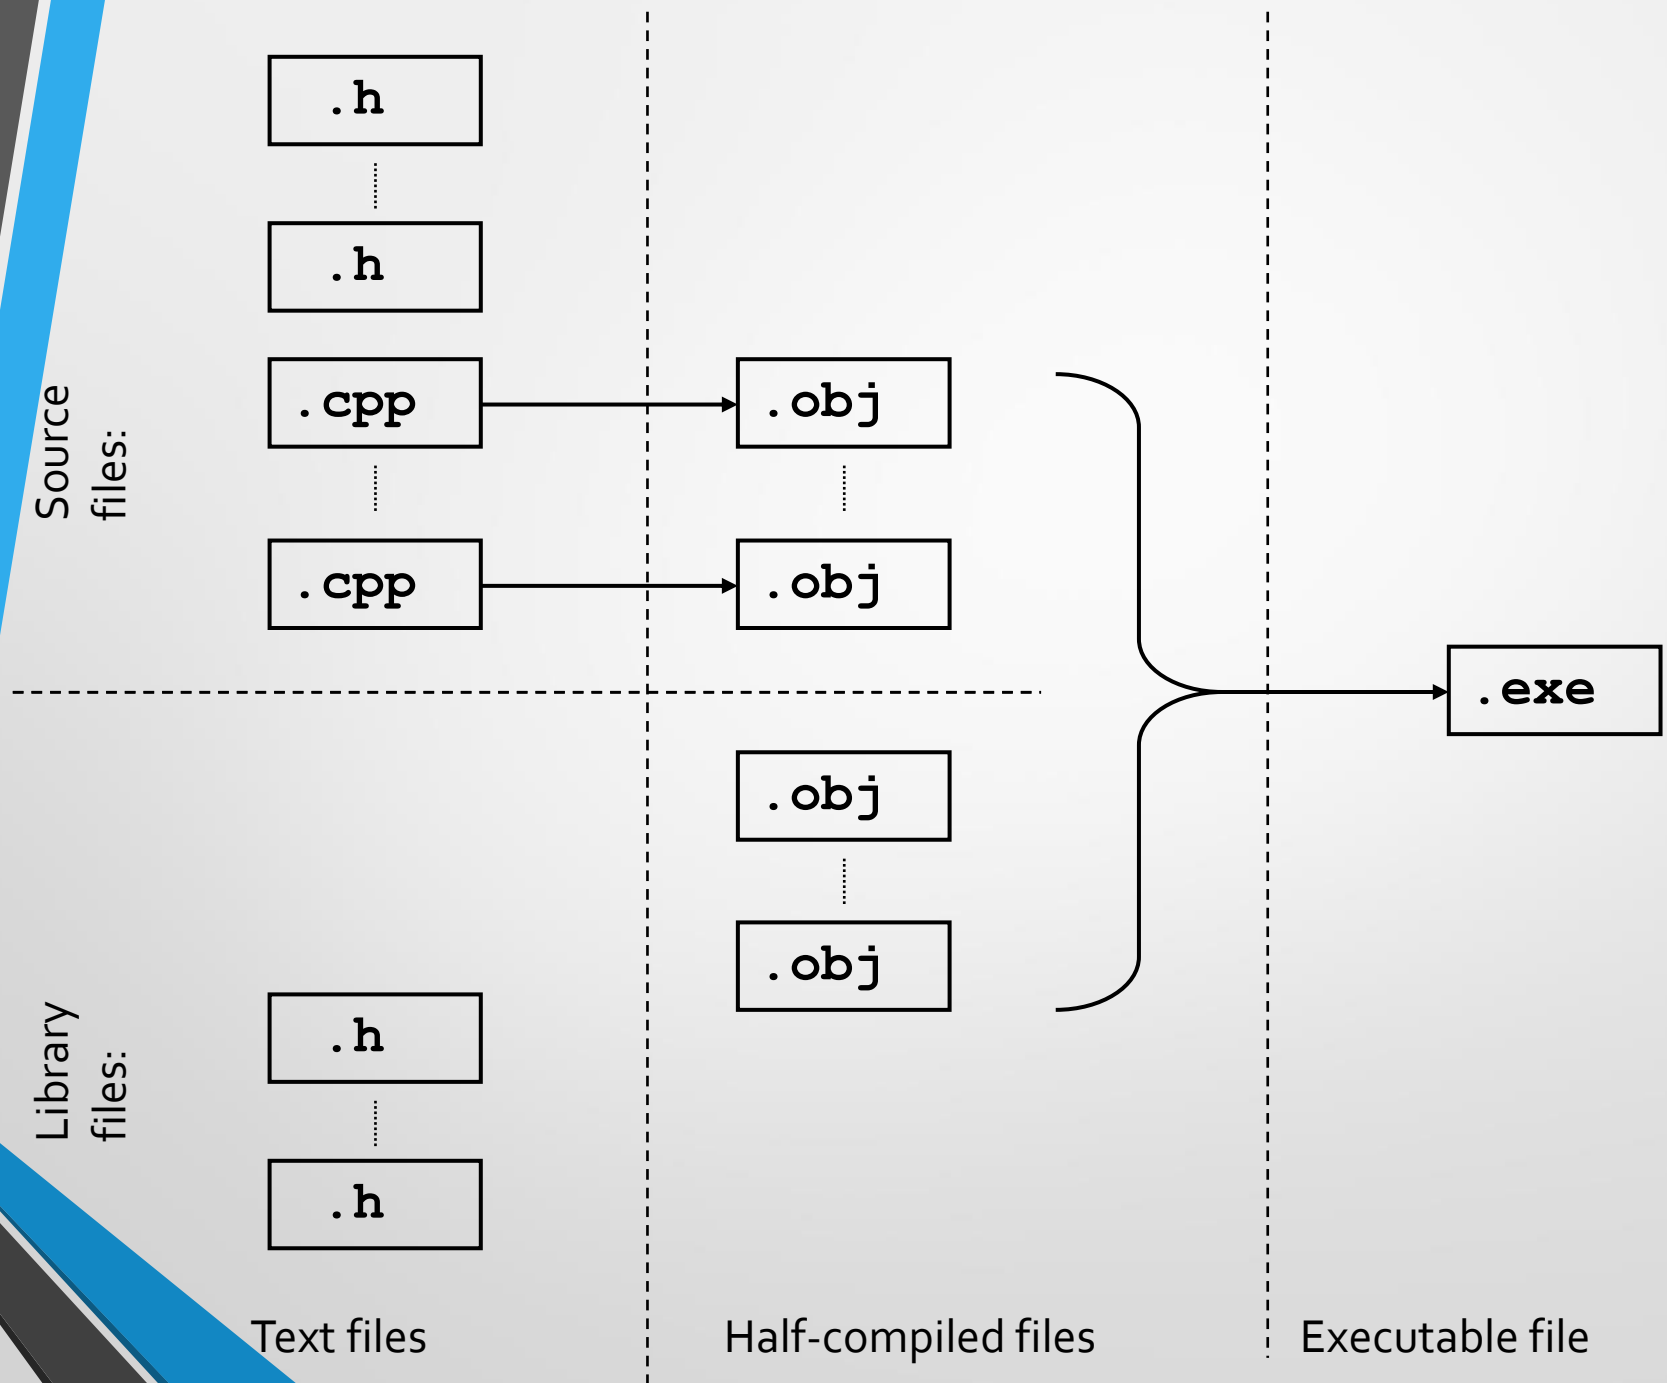 .h
.h
.cpp
.obj
.cpp
.obj
Source
files:
.exe
.obj
.obj
.h
.h
Library
files:
Text files
Half-compiled files
Executable file